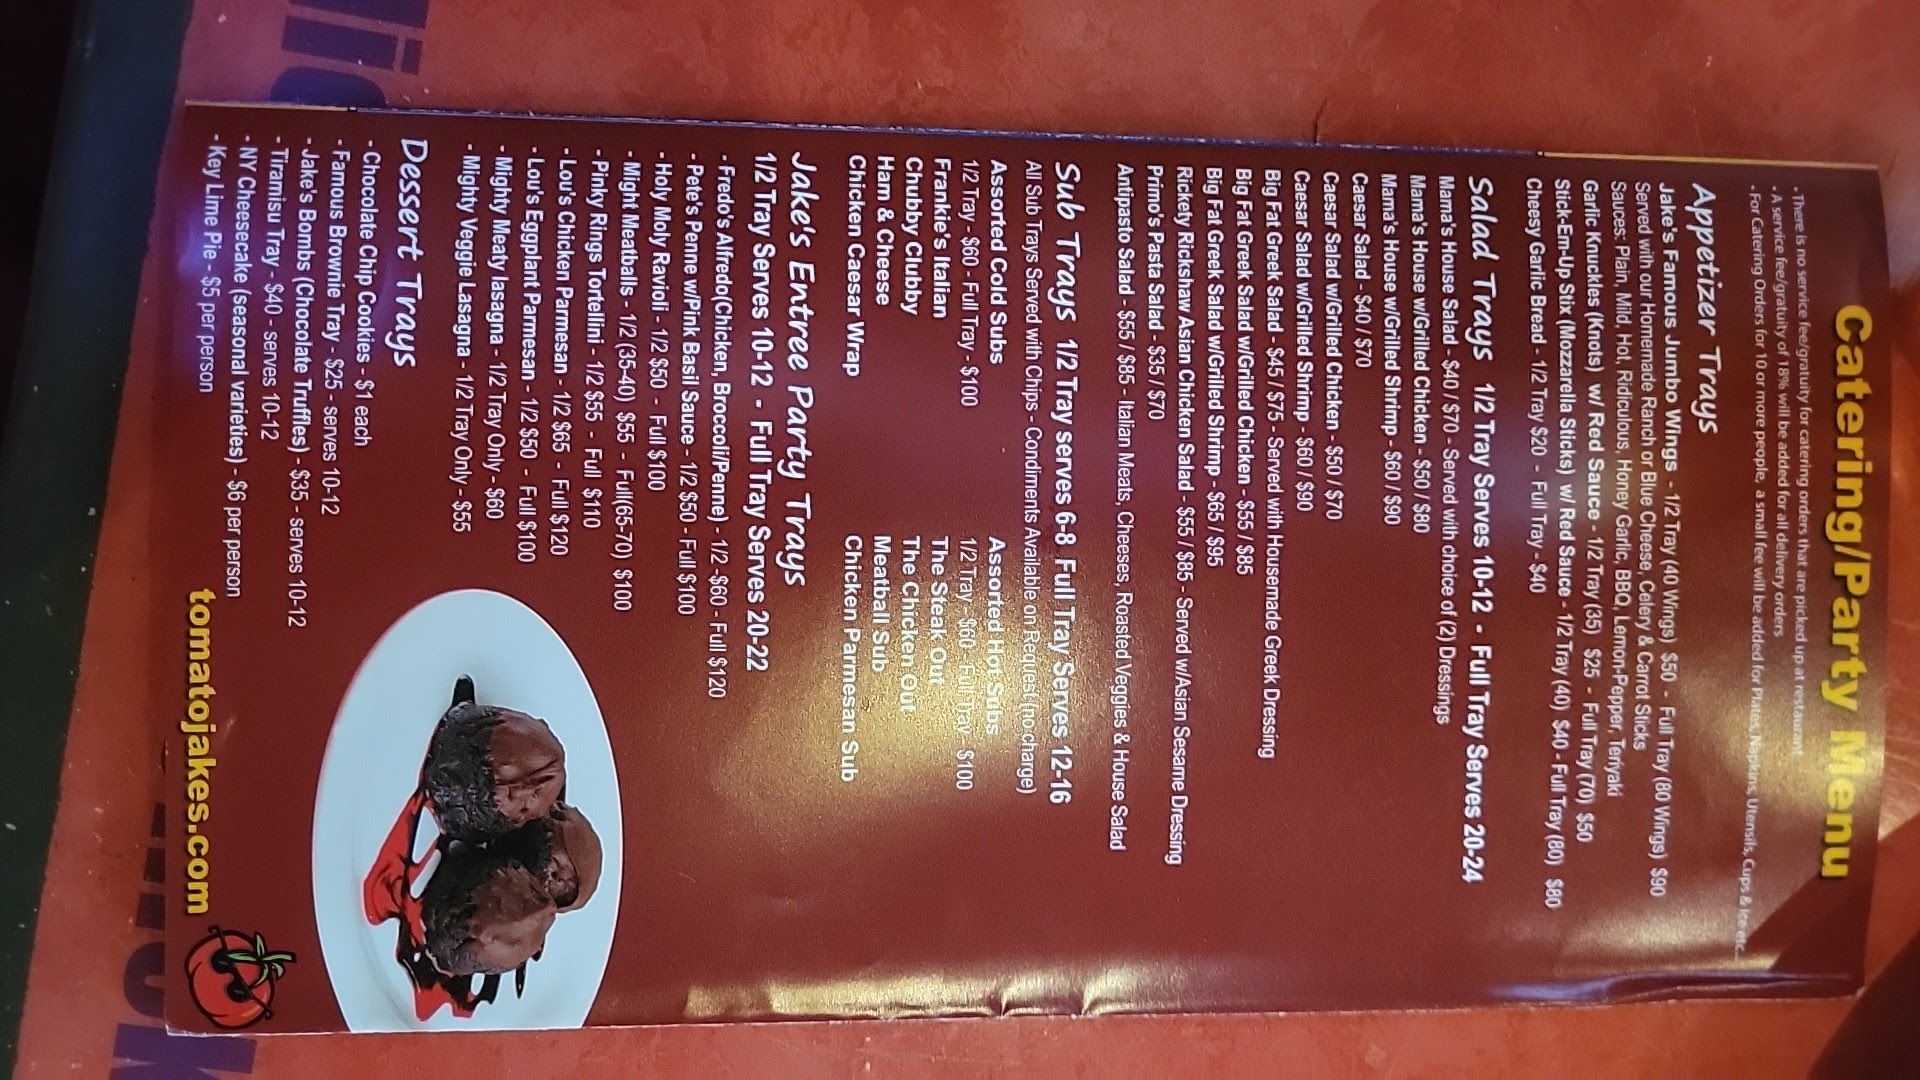 Catering/Party Menu
- There is no service fee/gratuity for catering orders that are picked up at restaurant
- A service fee/gratuity of 18% will be added for all delivery orders
- For Catering Orders for 10 or more people, a small fee will be added for Plates, Napkins, Utensils, Cups & Ice etc.
Appetizer Trays
Jake's Famous Jumbo Wings - 1/2 Tray (40 Wings) $50 - Full Tray (80 Wings) $90
Served with our Homemade Ranch or Blue Cheese, Celery & Carrot Sticks
Sauces: Plain, Mild, Hot, Ridiculous, Honey Garlic, BBQ, Lemon-Pepper, Teriyaki
Garlic Knuckles (Knots) w/ Red Sauce - 1/2 Tray (35) $25 - Full Tray (70) $50
Stick-Em-Up Stix (Mozzarella Sticks) w/ Red Sauce - 1/2 Tray (40) $40 - Full Tray (80) $80
Cheesy Garlic Bread - 1/2 Tray $20 - Full Tray - $40
Salad Trays 1/2 Tray Serves 10-12 - Full Tray Serves 20-24
Mama's House Salad - $40 / $70 - Served with choice of (2) Dressings
Mama's House w/Grilled Chicken - $50 / $80
Mama's House w/Grilled Shrimp - $60 / $90
Caesar Salad - $40 / $70
Caesar Salad w/Grilled Chicken - $50 / $70
Caesar Salad w/Grilled Shrimp - $60 / $90
Big Fat Greek Salad - $45 / $75 - Served with Housemade Greek Dressing
Big Fat Greek Salad w/Grilled Chicken - $55 / $85
Big Fat Greek Salad w/Grilled Shrimp - $65 / $95
Rickety Rickshaw Asian Chicken Salad - $55 / $85 - Served w/Asian Sesame Dressing
Primo's Pasta Salad - $35 / $70
Antipasto Salad - $55 / $85 - Italian Meats, Cheeses, Roasted Veggies & House Salad
Sub Trays 1/2 Tray serves 6-8 Full Tray Serves 12-16
All Sub Trays Served with Chips - Condiments Available on Request (no charge)
Assorted Cold Subs
1/2 Tray - $60 - Full Tray - $100
Frankie's Italian
Chubby Clubby
Ham & Cheese
Chicken Caesar Wrap
Assorted Hot Subs
1/2 Tray - $60 - Full Tray - $100
The Steak Out
The Chicken Out
Meatball Sub
Chicken Parmesan Sub
Jake's Entree Party Trays
1/2 Tray Serves 10-12 - Full Tray Serves 20-22
- Fredo's Alfredo(Chicken, Broccoli/Penne) - 1/2 -$60 - Full $120
- Pete's Penne w/Pink Basil Sauce - 1/2 $50 - Full $100
- Holy Moly Ravioli - 1/2 $50 - Full $100
- Might Meatballs - 1/2 (35-40) $55 - Full(65-70) $100
- Pinky Rings Tortellini - 1/2 $55 - Full $110
- Lou's Chicken Parmesan - 1/2 $65 - Full $120
- Lou's Eggplant Parmesan - 1/2 $50 - Full $100
- Mighty Meaty lasagna - 1/2 Tray Only - $60
- Mighty Veggie Lasagna - 1/2 Tray Only - $55
Dessert Trays
- Chocolate Chip Cookies - $1 each
- Famous Brownie Tray - $25 - serves 10-12
- Jake's Bombs (Chocolate Truffles) - $35 - serves 10-12
- Tiramisu Tray - $40 - serves 10-12
- NY Cheesecake (seasonal varieties) - $6 per person
- Key Lime Pie - $5 per person
tomatojakes.com